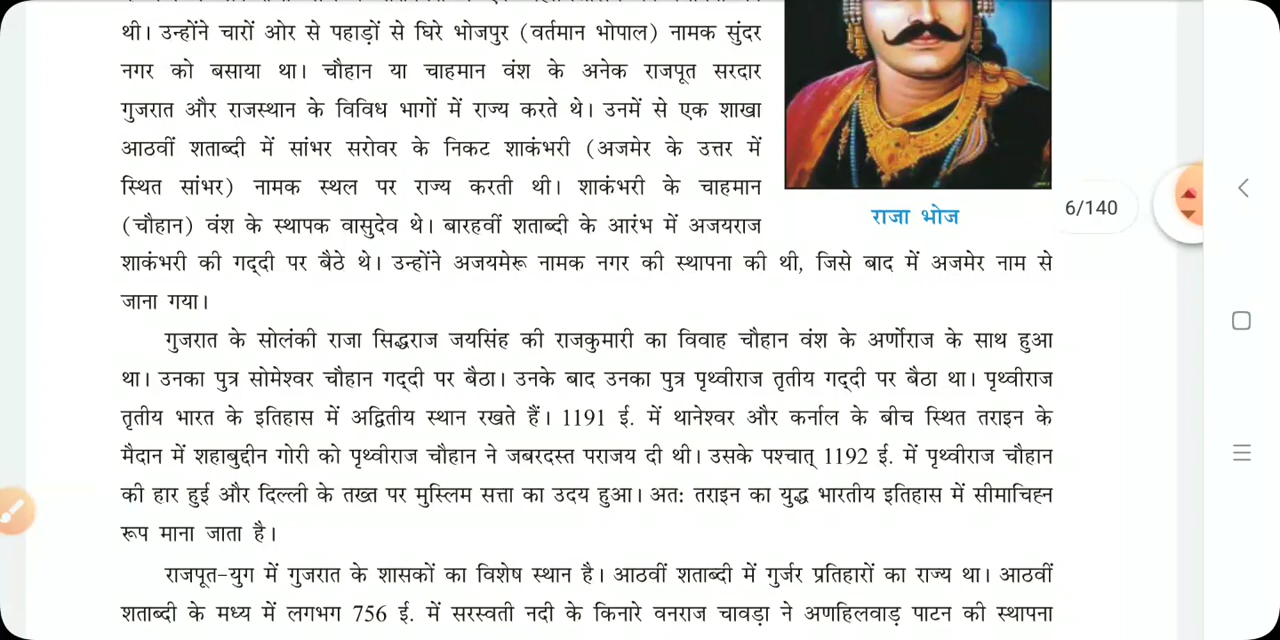 थी। उन्होंने चारों ओर से पहाड़ों से घिरे भोजपुर (वर्तमान भोपाल) नामक सुंदर
नगर को बसाया था। चौहान या चाहमान वंश के अनेक राजपूत सरदार
गुजरात और राजस्थान के विविध भागों में राज्य करते थे। उनमें से एक शाखा
आठवीं शताब्दी में सांभर सरोवर के निकट शाकंभरी (अजमेर के उत्तर में
स्थित सांभर) नामक स्थल पर राज्य करती थी। शाकंभरी के चाहमान
(चौहान) वंश के स्थापक वासुदेव थे। बारहवीं शताब्दी के आरंभ में अजयराज
राजा भोज
6/140
शाकंभरी की गद्दी पर बैठे थे। उन्होंने अजयमेरू नामक नगर की स्थापना की थी, जिसे बाद में अजमेर नाम से
जाना गया।
गुजरात के सोलंकी राजा सिद्धराज जयसिंह की राजकुमारी का विवाह चौहान वंश के अर्णोराज के साथ हुआ
था। उनका पुत्र सोमेश्वर चौहान गद्दी पर बैठा। उनके बाद उनका पुत्र पृथ्वीराज तृतीय गद्दी पर बैठा था। पृथ्वीराज
तृतीय भारत के इतिहास में अद्वितीय स्थान रखते हैं। 1191 ई. में थानेश्वर और कर्नाल के बीच स्थित तराइन के
मैदान में शहाबुद्दीन गोरी को पृथ्वीराज चौहान ने जबरदस्त पराजय दी थी। उसके पश्चात् 1192 ई. में पृथ्वीराज चौहान
की हार हुई और दिल्ली के तख्त पर मुस्लिम सत्ता का उदय हुआ। अत: तराइन का युद्ध भारतीय इतिहास में सीमाचिह्न
रूप माना जाता है।
राजपूत-युग में गुजरात के शासकों का विशेष स्थान है। आठवीं शताब्दी में गुर्जर प्रतिहारों का राज्य था। आठवीं
शताब्दी के मध्य में लगभग 756 ई. में सरस्वती नदी के किनारे वनराज चावड़ा ने अणहिलवाड़ पाटन की स्थापना